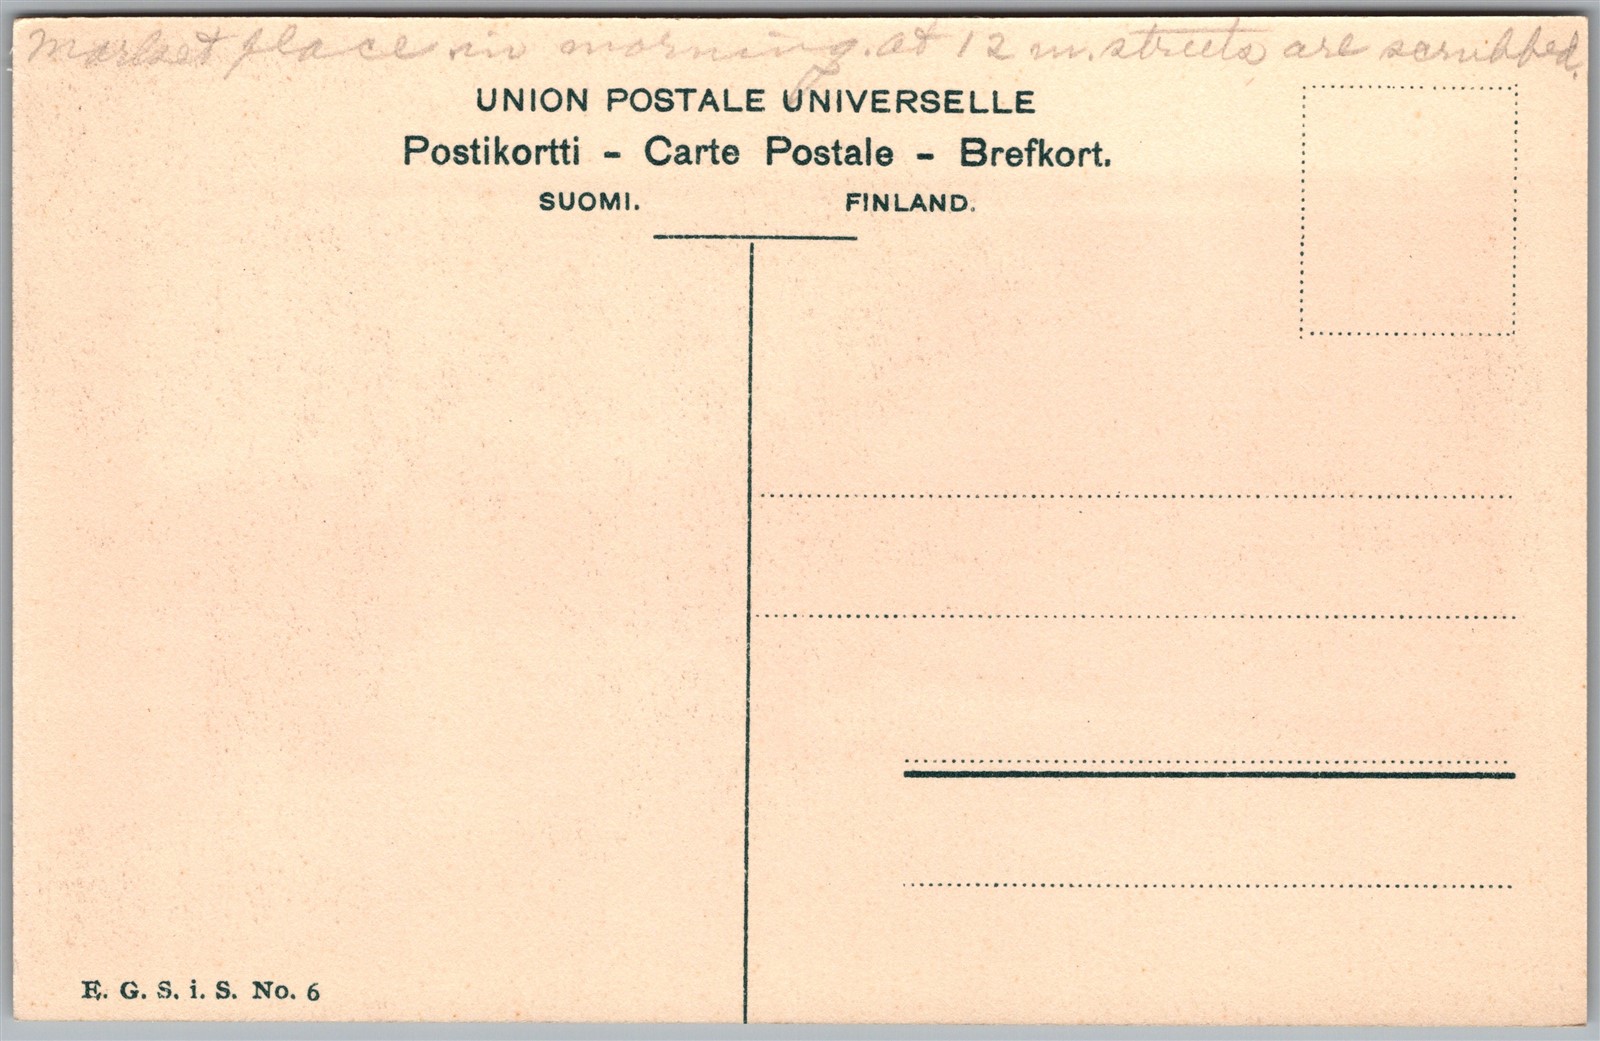 Market place in morning. at 12 m. streets are scrubbed.
UNION POSTALE UNIVERSELLE
Postikortti - Carte Postale - Brefkort.
SUOMI. FINLAND.
E. G. S. i. S. No. 6